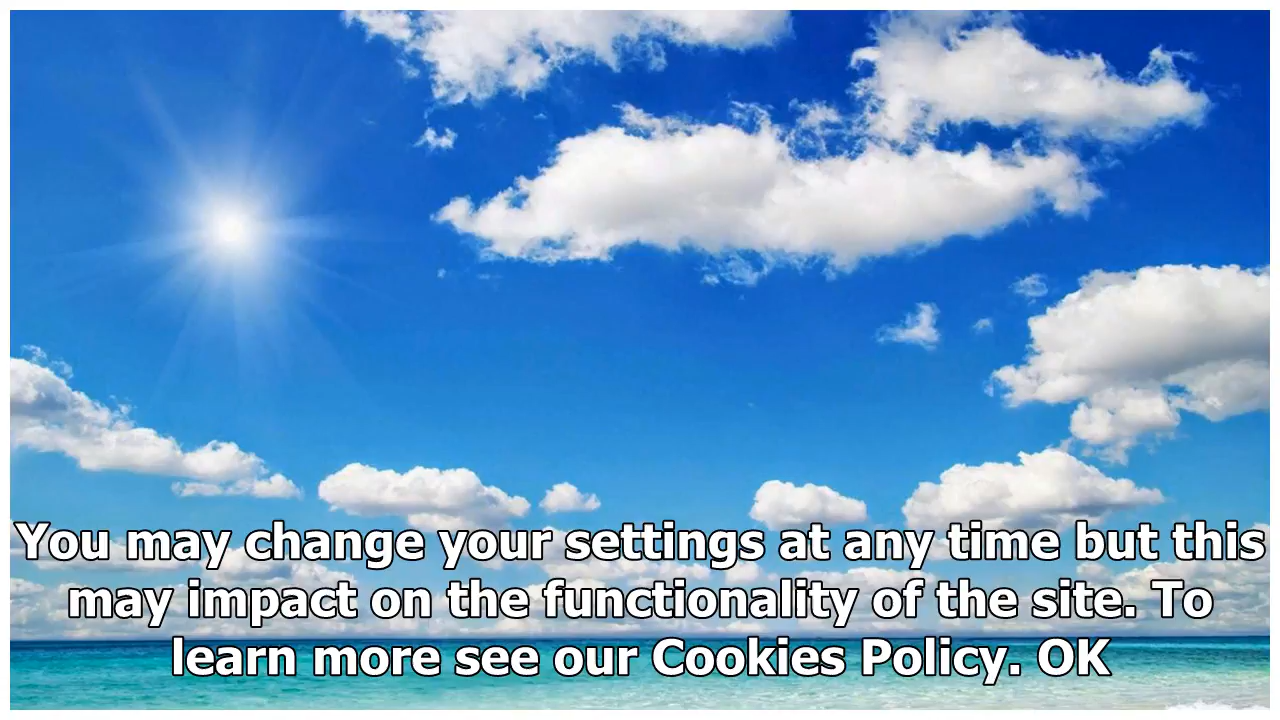 You may change your settings at any time but this
may impact on the functionality of the site. To
learn more see our Cookies Policy. OK